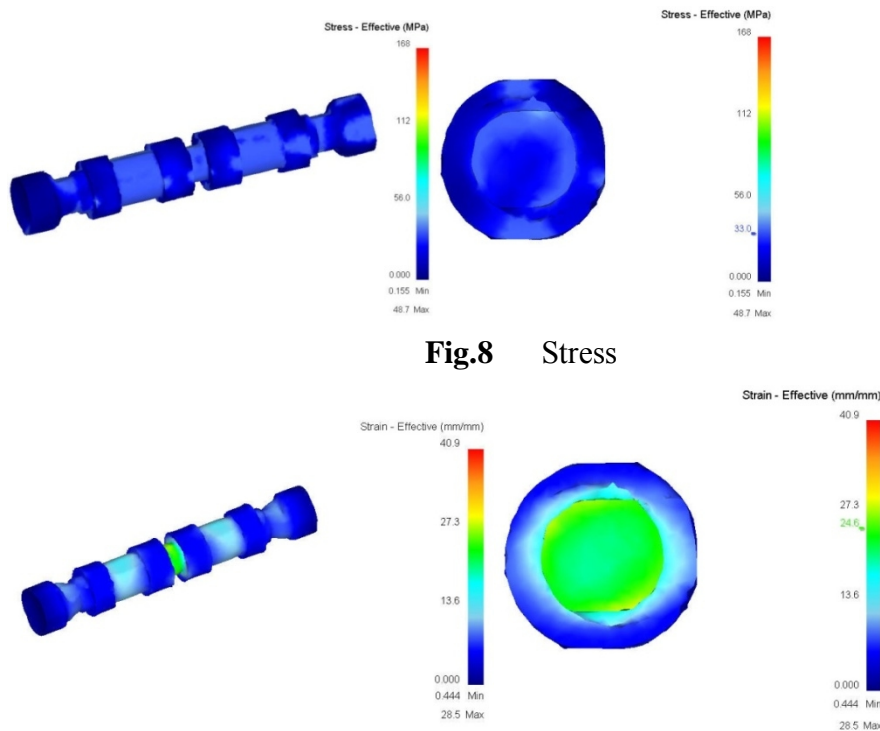 Stress - Effective (MPa)
168
112
56.0
0.000
0.155 Min
48.7 Max
Stress - Effective (MPa)
168
112
56.0
33.0
0.000
0.155 Min
48.7 Max
Fig.8 Stress
Strain - Effective (mm/mm)
40.9
27.3
13.6
0.000
0.444 Min
28.5 Max
Strain - Effective (mm/mm)
40.9
27.3
24.6
13.6
0.000
0.444 Min
28.5 Max